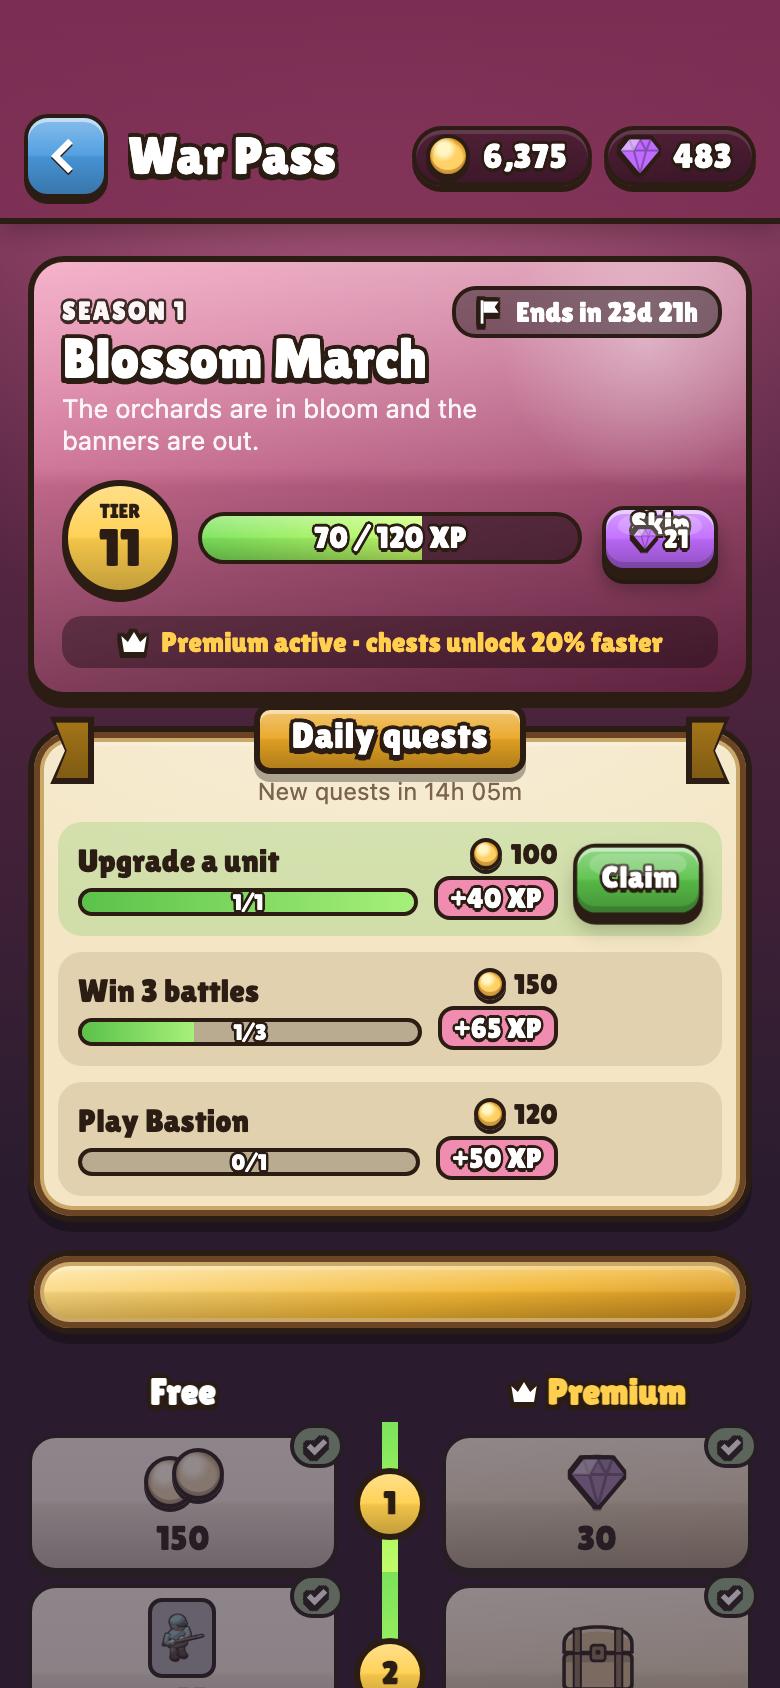 War Pass
6,375
483
SEASON 1
Ends in 23d 21h
Blossom March
The orchards are in bloom and the
banners are out.
TIER
11
70 / 120 XP
Skip
21
Premium active · chests unlock 20% faster
Daily quests
New quests in 14h 05m
Upgrade a unit
1/1
100
+40 XP
Claim
Win 3 battles
1/3
150
+65 XP
Play Bastion
0/1
120
+50 XP
Free
Premium
150
1
30
2